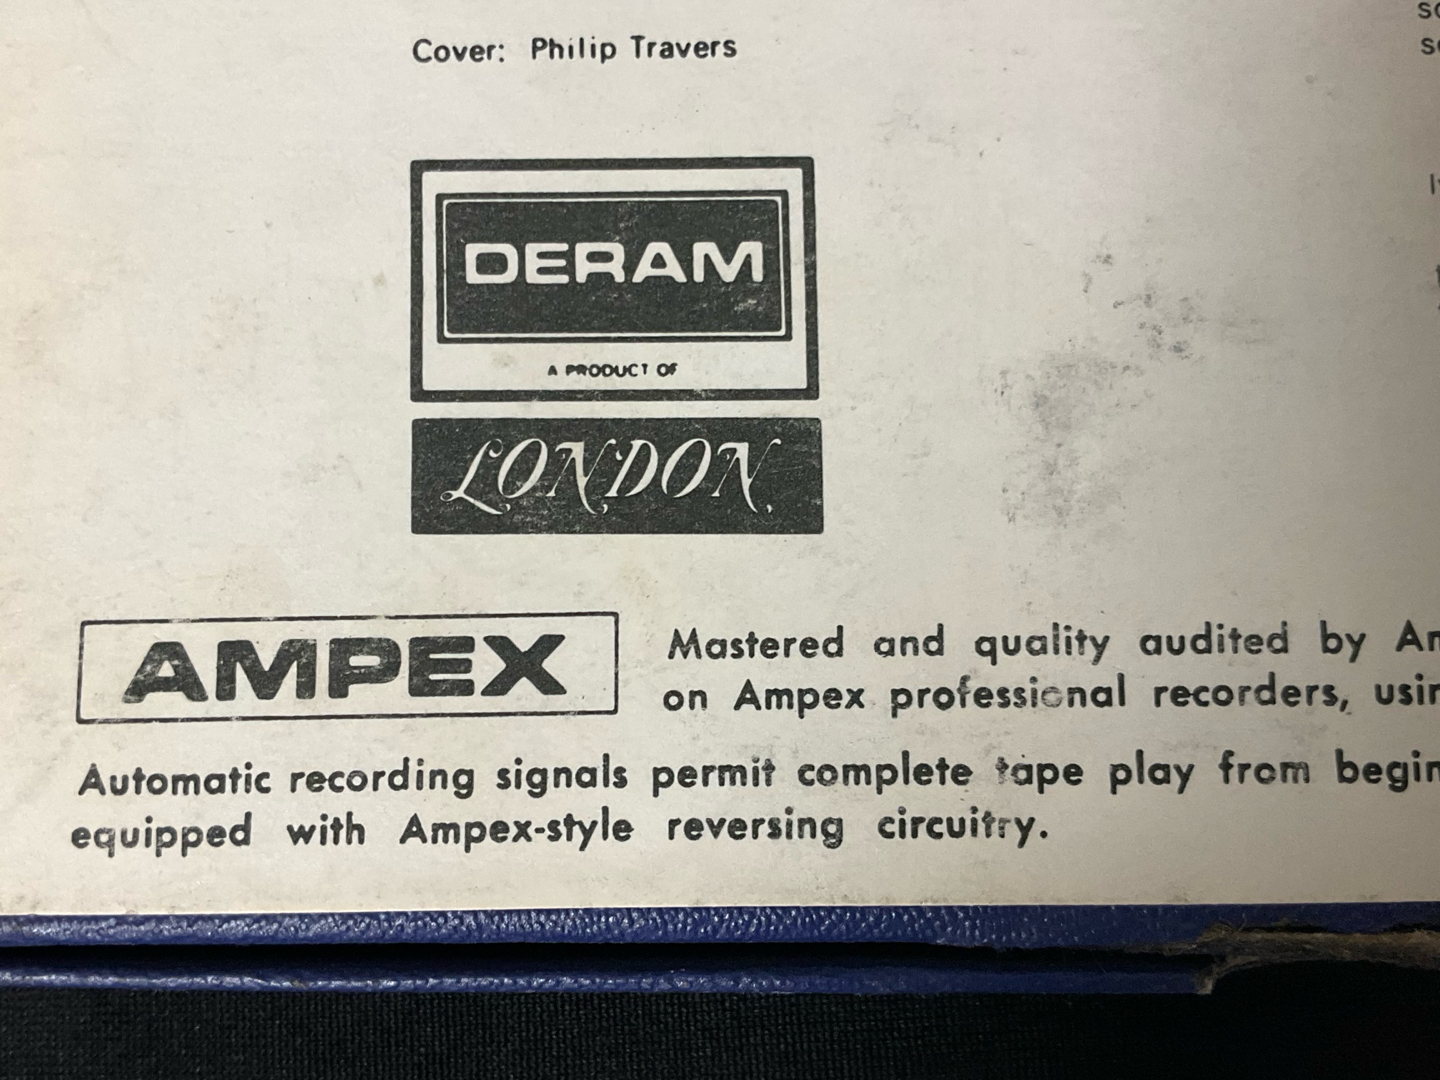 Cover: Philip Travers
DERAM
A PRODUCT OF
LONDON
AMPEX
Mastered and quality audited by
on Ampex professional recorders,
Automatic recording signals permit complete tape play from
equipped with Ampex-style reversing circuitry.